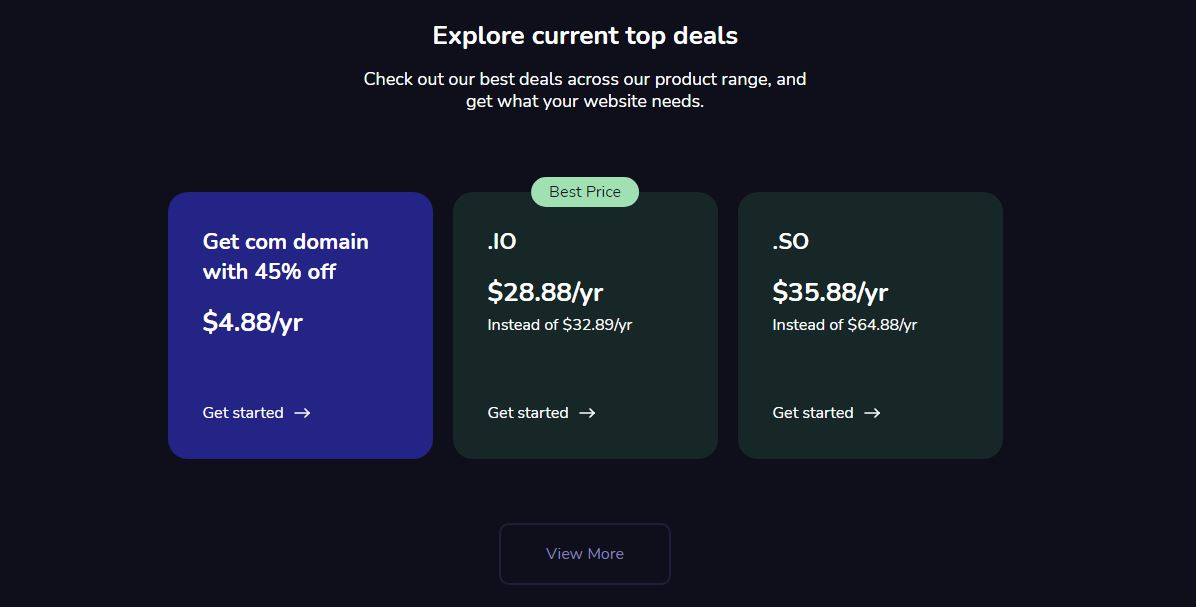 Explore current top deals
Check out our best deals across our product range, and
get what your website needs.
Get com domain
with 45% off
$4.88/yr
Get started
Best Price
.IO
$28.88/yr
Instead of $32.89/yr
Get started
.SO
$35.88/yr
Instead of $64.88/yr
Get started
View More